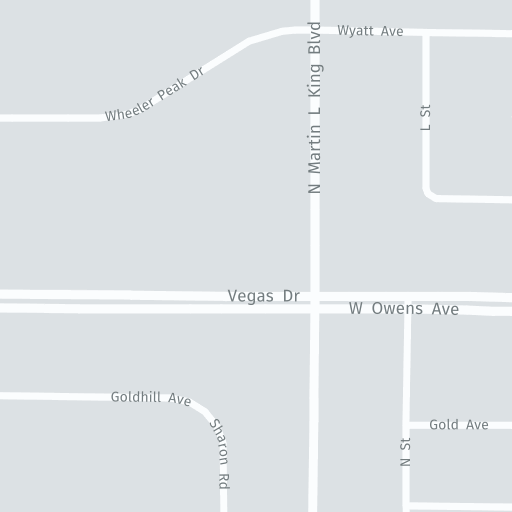 Wyatt Ave
Wheeler Peak Dr
N Martin L King Blvd
L St
Vegas Dr
W Owens Ave
Goldhill Ave
Sharon Rd
Gold Ave
N St